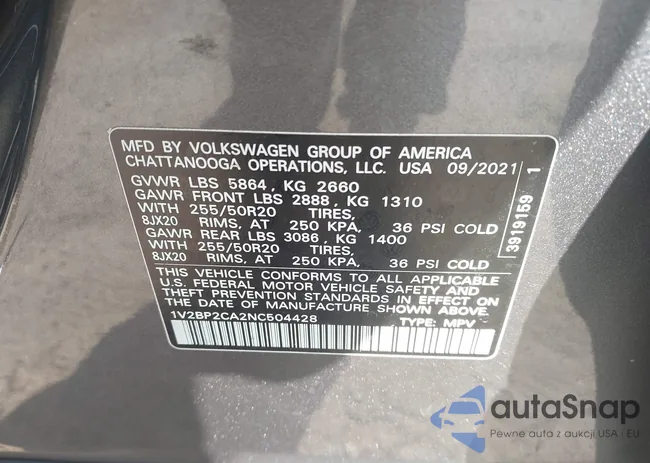 MFD BY VOLKSWAGEN GROUP OF AMERICA
CHATTANOOGA OPERATIONS, LLC. USA 09/2021
GVWR LBS 5864, KG 2660
GAWR FRONT LBS 2888, KG 1310
WITH 255/50R20 TIRES,
8JX20 RIMS, AT 250 KPA, 36 PSI COLD
GAWR REAR LBS 3086, KG 1400
WITH 255/50R20 TIRES,
8JX20 RIMS, AT 250 KPA, 36 PSI COLD
THIS VEHICLE CONFORMS TO ALL APPLICABLE
U.S. FEDERAL MOTOR VEHICLE SAFETY AND
THEFT PREVENTION STANDARDS IN EFFECT ON
THE DATE OF MANUFACTURE SHOWN ABOVE.
1V2BP2CA2NC504428 TYPE: MPV
3919159 1
autoSnap
Pewne auta z aukcji USA i EU